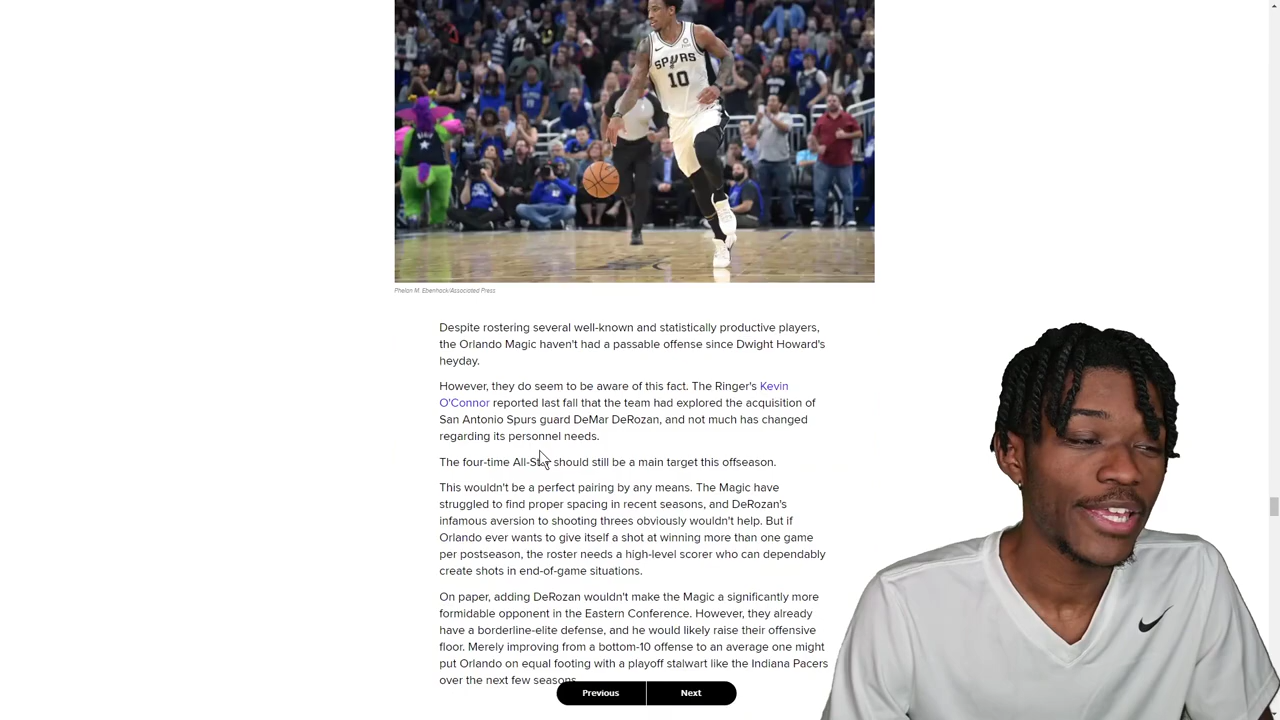 SPURS
10
Phelan M. Ebenhack/Associated Press
Despite rostering several well-known and statistically productive players,
the Orlando Magic haven't had a passable offense since Dwight Howard's
heyday.
However, they do seem to be aware of this fact. The Ringer's Kevin
O'Connor reported last fall that the team had explored the acquisition of
San Antonio Spurs guard DeMar DeRozan, and not much has changed
regarding its personnel needs.
The four-time All-Star should still be a main target this offseason.
This wouldn't be a perfect pairing by any means. The Magic have
struggled to find proper spacing in recent seasons, and DeRozan's
infamous aversion to shooting threes obviously wouldn't help. But if
Orlando ever wants to give itself a shot at winning more than one game
per postseason, the roster needs a high-level scorer who can dependably
create shots in end-of-game situations.
On paper, adding DeRozan wouldn't make the Magic a significantly more
formidable opponent in the Eastern Conference. However, they already
have a borderline-elite defense, and he would likely raise their offensive
floor. Merely improving from a bottom-10 offense to an average one might
put Orlando on equal footing with a playoff stalwart like the Indiana Pacers
over the next few seasons.
Previous
Next